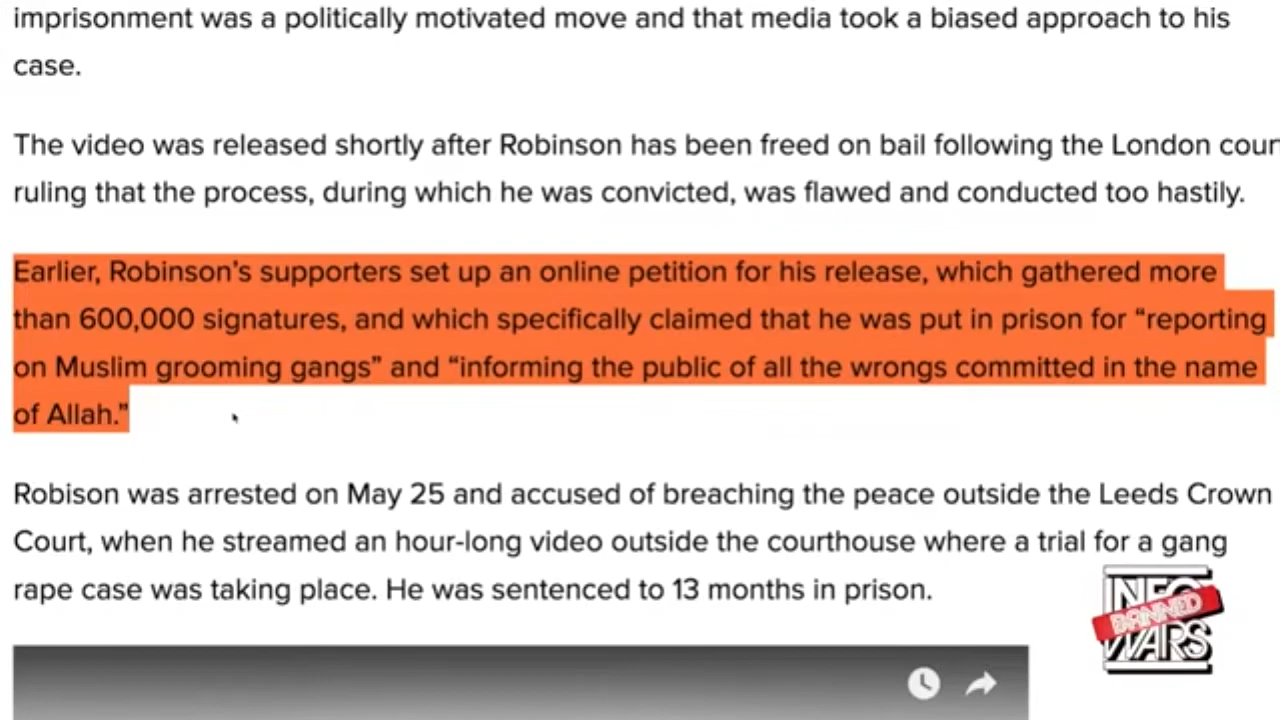 imprisonment was a politically motivated move and that media took a biased approach to his
case.
The video was released shortly after Robinson has been freed on bail following the London cour
ruling that the process, during which he was convicted, was flawed and conducted too hastily.
Earlier, Robinson’s supporters set up an online petition for his release, which gathered more
than 600,000 signatures, and which specifically claimed that he was put in prison for “reporting
on Muslim grooming gangs” and “informing the public of all the wrongs committed in the name
of Allah.”
Robison was arrested on May 25 and accused of breaching the peace outside the Leeds Crown
Court, when he streamed an hour-long video outside the courthouse where a trial for a gang
rape case was taking place. He was sentenced to 13 months in prison.
INFO
BANNED
WARS